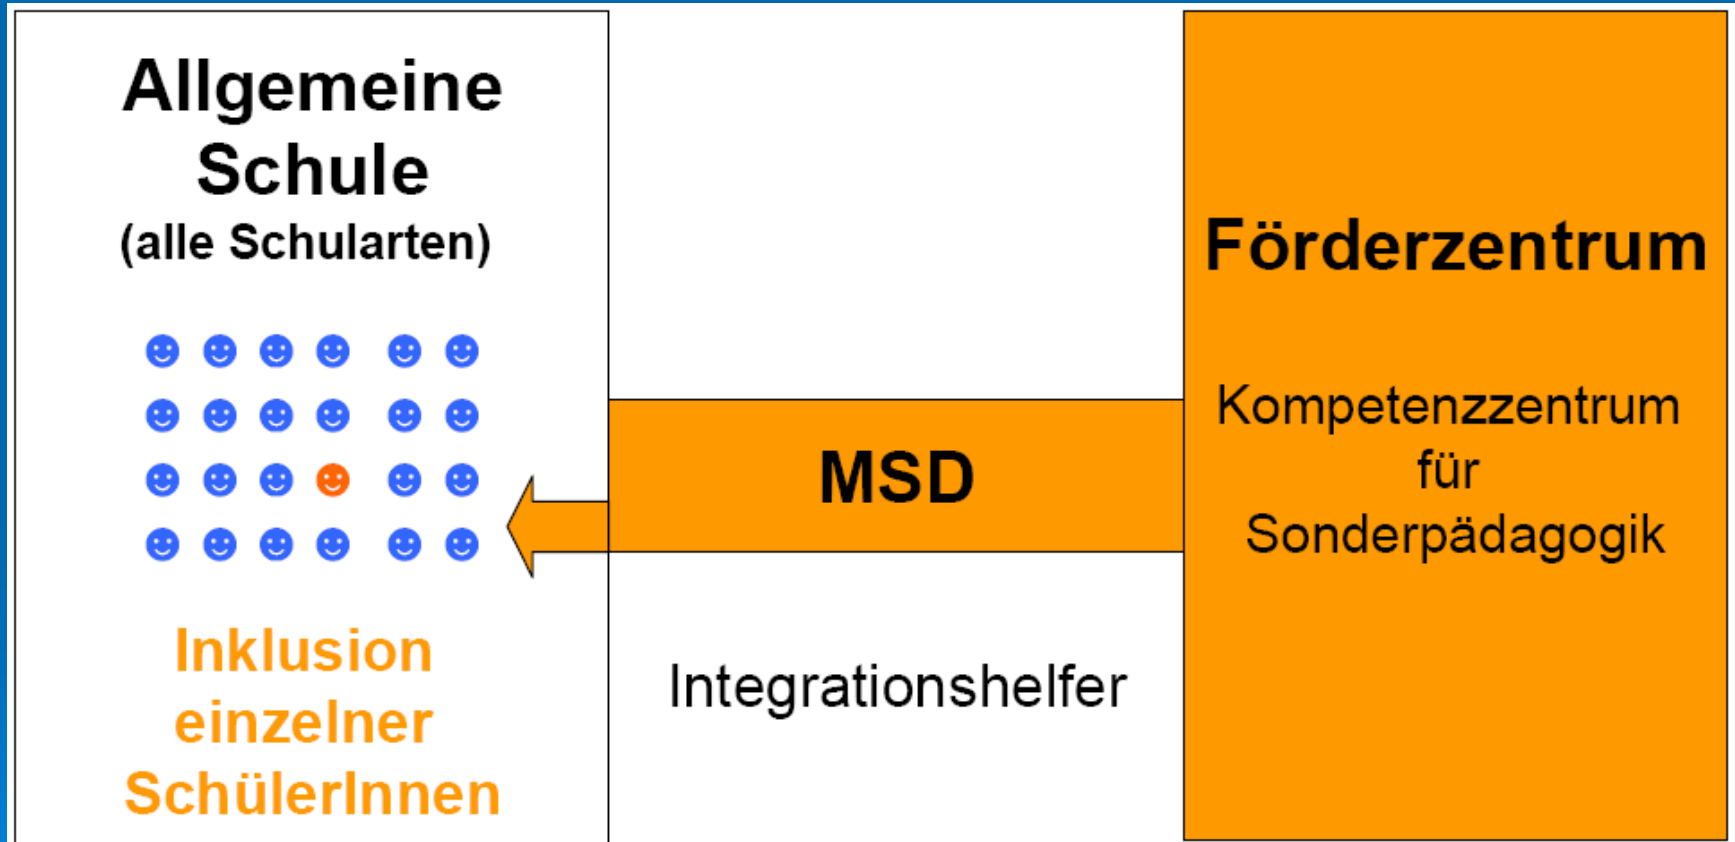 Allgemeine
Schule
(alle Schularten)
Inklusion
einzelner
SchülerInnen
MSD
Integrationshelfer
Förderzentrum
Kompetenzzentrum
für
Sonderpädagogik